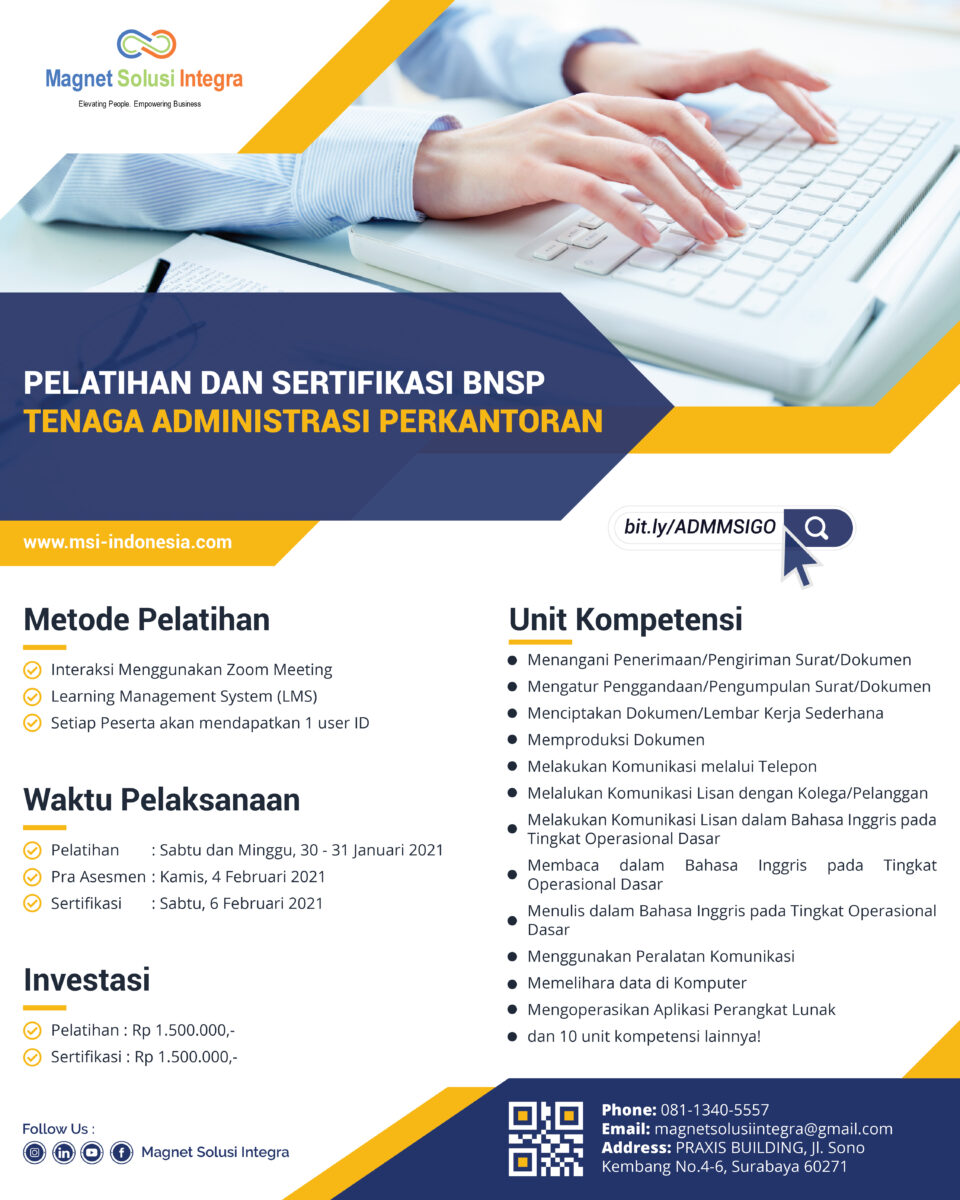 Magnet Solusi Integra
Elevating People. Empowering Business
PELATIHAN DAN SERTIFIKASI BNSP
TENAGA ADMINISTRASI PERKANTORAN
www.msi-indonesia.com
bit.ly/ADMMSIGO
Metode Pelatihan
Interaksi Menggunakan Zoom Meeting
Learning Management System (LMS)
Setiap Peserta akan mendapatkan 1 user ID
Waktu Pelaksanaan
Pelatihan : Sabtu dan Minggu, 30 - 31 Januari 2021
Pra Asesmen : Kamis, 4 Februari 2021
Sertifikasi : Sabtu, 6 Februari 2021
Investasi
Pelatihan : Rp 1.500.000,-
Sertifikasi : Rp 1.500.000,-
Unit Kompetensi
Menangani Penerimaan/Pengiriman Surat/Dokumen
Mengatur Penggandaan/Pengumpulan Surat/Dokumen
Menciptakan Dokumen/Lembar Kerja Sederhana
Memproduksi Dokumen
Melakukan Komunikasi melalui Telepon
Melalukan Komunikasi Lisan dengan Kolega/Pelanggan
Melakukan Komunikasi Lisan dalam Bahasa Inggris pada
Tingkat Operasional Dasar
Membaca dalam Bahasa Inggris pada Tingkat
Operasional Dasar
Menulis dalam Bahasa Inggris pada Tingkat Operasional
Dasar
Menggunakan Peralatan Komunikasi
Memelihara data di Komputer
Mengoperasikan Aplikasi Perangkat Lunak
dan 10 unit kompetensi lainnya!
Follow Us :
Magnet Solusi Integra
Phone: 081-1340-5557
Email: magnetsolusiintegra@gmail.com
Address: PRAXIS BUILDING, Jl. Sono
Kembang No.4-6, Surabaya 60271